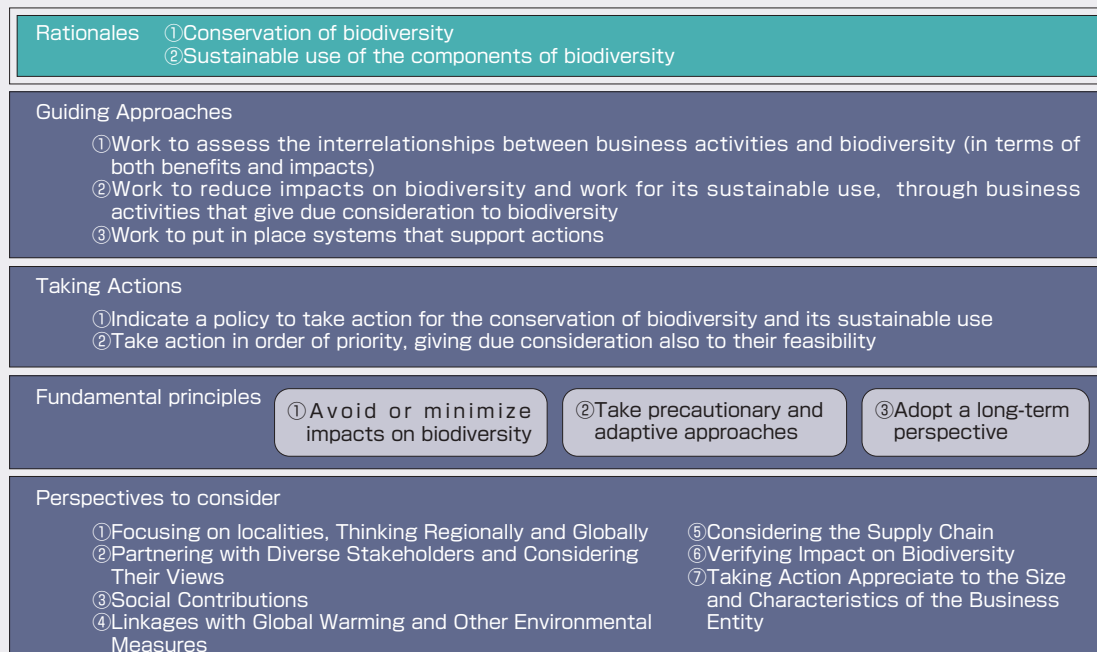 Rationales ①Conservation of biodiversity
②Sustainable use of the components of biodiversity
Guiding Approaches
①Work to assess the interrelationships between business activities and biodiversity (in terms of
both benefits and impacts)
②Work to reduce impacts on biodiversity and work for its sustainable use, through business
activities that give due consideration to biodiversity
③Work to put in place systems that support actions
Taking Actions
①Indicate a policy to take action for the conservation of biodiversity and its sustainable use
②Take action in order of priority, giving due consideration also to their feasibility
Fundamental principles
①Avoid or minimize
impacts on biodiversity
②Take precautionary and
adaptive approaches
③Adopt a long-term
perspective
Perspectives to consider
①Focusing on localities, Thinking Regionally and Globally
②Partnering with Diverse Stakeholders and Considering
Their Views
③Social Contributions
④Linkages with Global Warming and Other Environmental
Measures
⑤Considering the Supply Chain
⑥Verifying Impact on Biodiversity
⑦Taking Action Appreciate to the Size
and Characteristics of the Business
Entity